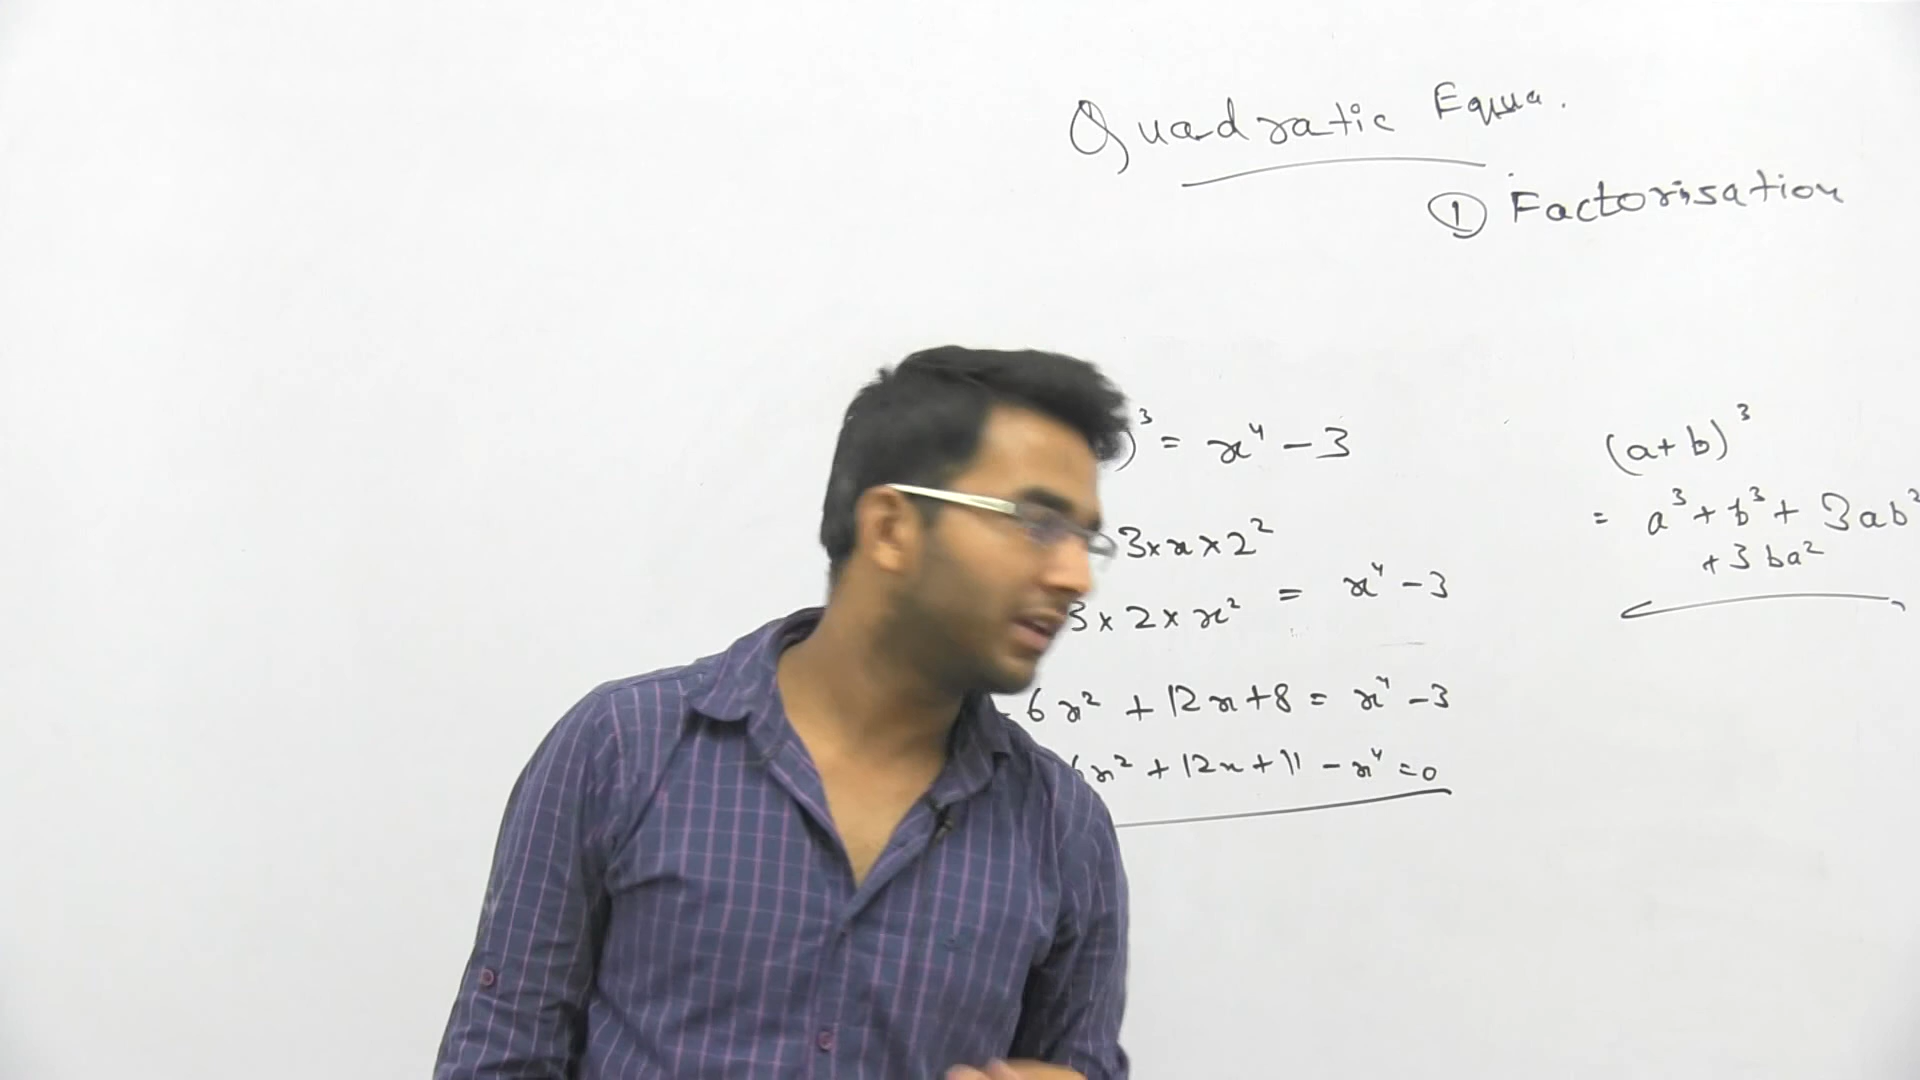 Quadratic Equa.
① Factorisation
)³ = x⁴ - 3
3 × x × 2²
3 × 2 × x² = x⁴ - 3
6x² + 12x + 8 = x⁴ - 3
6x² + 12x + 11 - x⁴ = 0
(a + b)³
= a³ + b³ + 3ab²
+ 3ba²